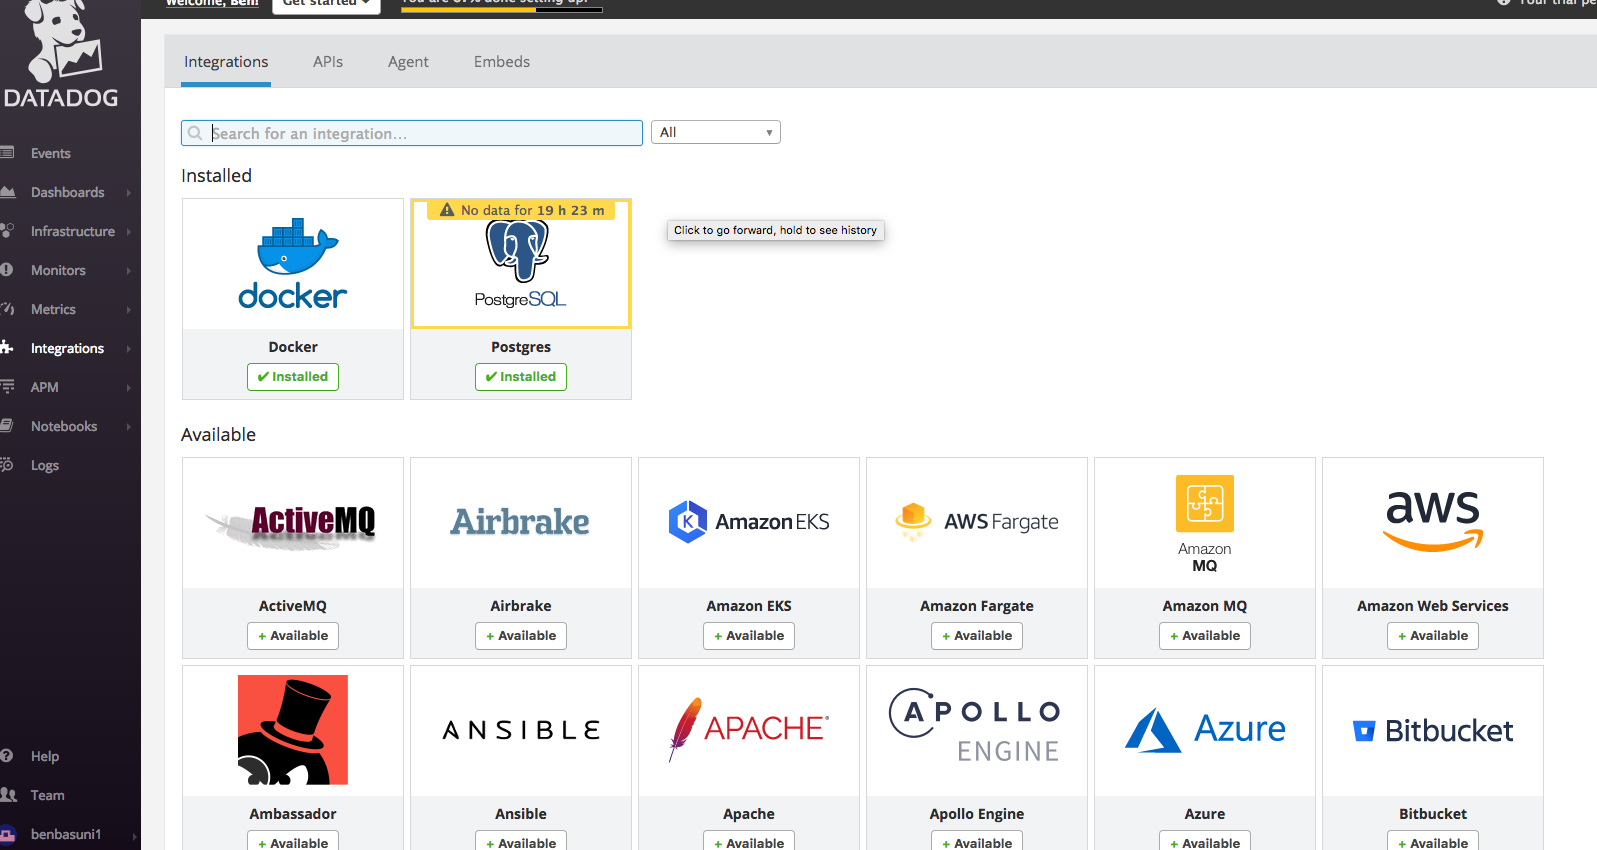 Welcome, Ben!
Get started
You are 67% done setting up!
Your trial pe
DATADOG
Events
Dashboards
Infrastructure
Monitors
Metrics
Integrations
APM
Notebooks
Logs
Help
Team
benbasuni1
Integrations APIs Agent Embeds
Search for an integration...
All
Installed
docker
Docker
Installed
No data for 19 h 23 m
PostgreSQL
Postgres
Installed
Click to go forward, hold to see history
Available
ActiveMQ
ActiveMQ
+ Available
Airbrake
Airbrake
+ Available
K Amazon EKS
Amazon EKS
+ Available
AWS Fargate
Amazon Fargate
+ Available
Amazon
MQ
Amazon MQ
+ Available
aws
Amazon Web Services
+ Available
Ambassador
+ Available
ANSIBLE
Ansible
+ Available
APACHE
Apache
+ Available
APOLLO
ENGINE
Apollo Engine
+ Available
Azure
Azure
+ Available
Bitbucket
Bitbucket
+ Available